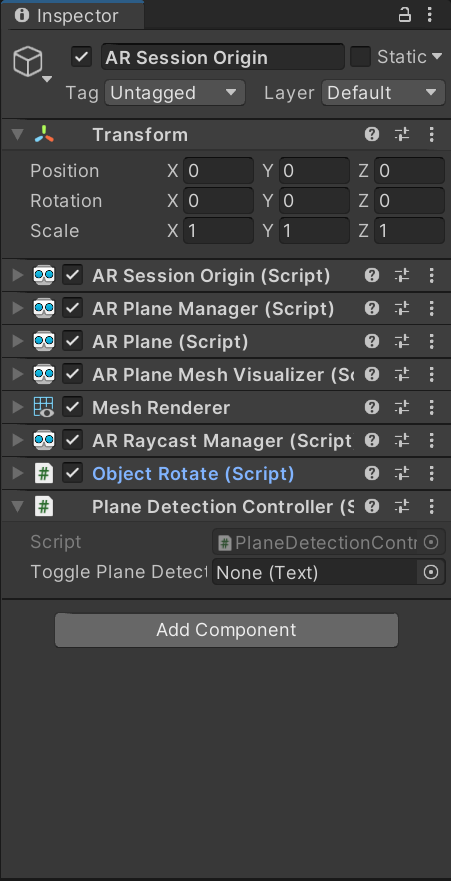 Inspector
AR Session Origin
Static
Tag Untagged Layer Default
Transform
Position X 0 Y 0 Z 0
Rotation X 0 Y 0 Z 0
Scale X 1 Y 1 Z 1
AR Session Origin (Script)
AR Plane Manager (Script)
AR Plane (Script)
AR Plane Mesh Visualizer (Sc
Mesh Renderer
AR Raycast Manager (Script
# Object Rotate (Script)
# Plane Detection Controller (S
Script # PlaneDetectionContr
Toggle Plane Detect None (Text)
Add Component